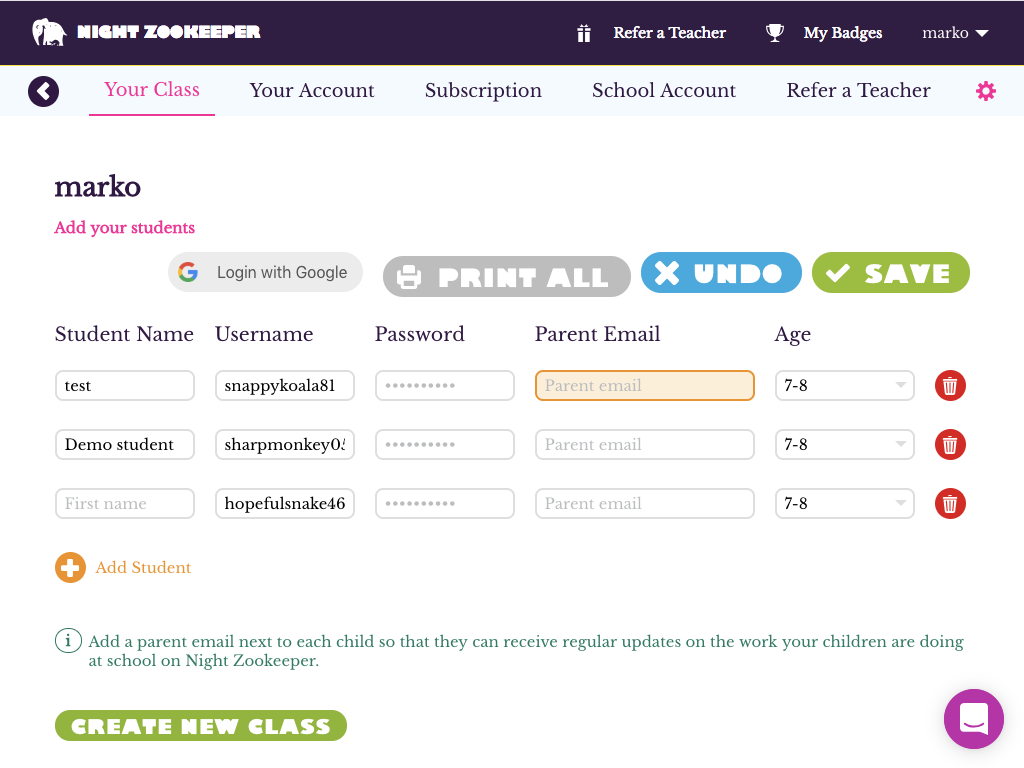 NIGHT ZOOKEEPER Refer a Teacher My Badges marko
Your Class Your Account Subscription School Account Refer a Teacher
marko
Add your students
Login with Google PRINT ALL UNDO SAVE
Student Name Username Password Parent Email Age
test snappykoala81 •••••••••• Parent email 7-8
Demo student sharpmonkey05 •••••••••• Parent email 7-8
First name hopefulsnake46 •••••••••• Parent email 7-8
Add Student
i Add a parent email next to each child so that they can receive regular updates on the work your children are doing
at school on Night Zookeeper.
CREATE NEW CLASS